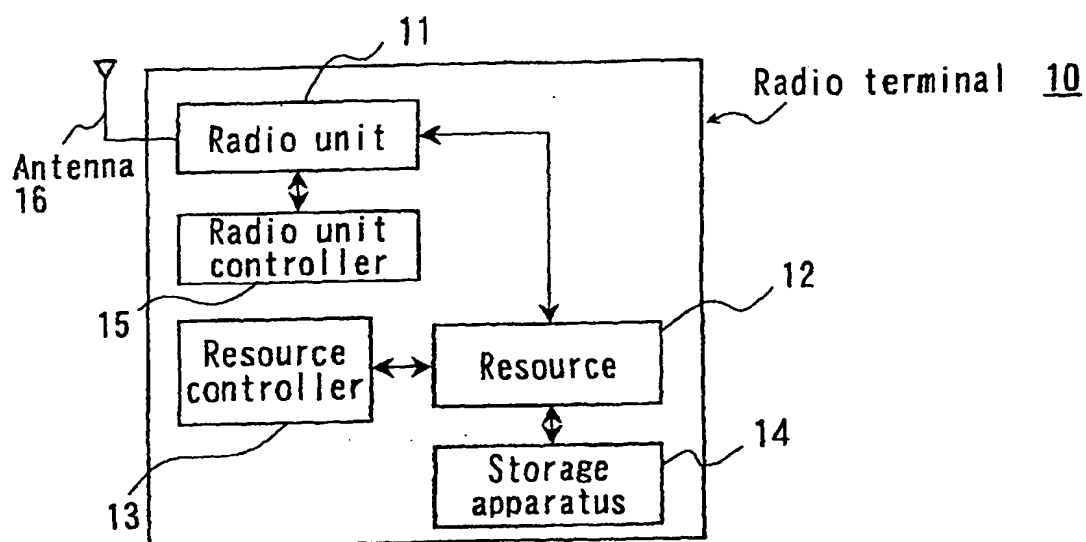 11
Radio terminal 10
Radio unit
Antenna
16
Radio unit
controller
15
12
Resource
controller
Resource
13
14
Storage
apparatus